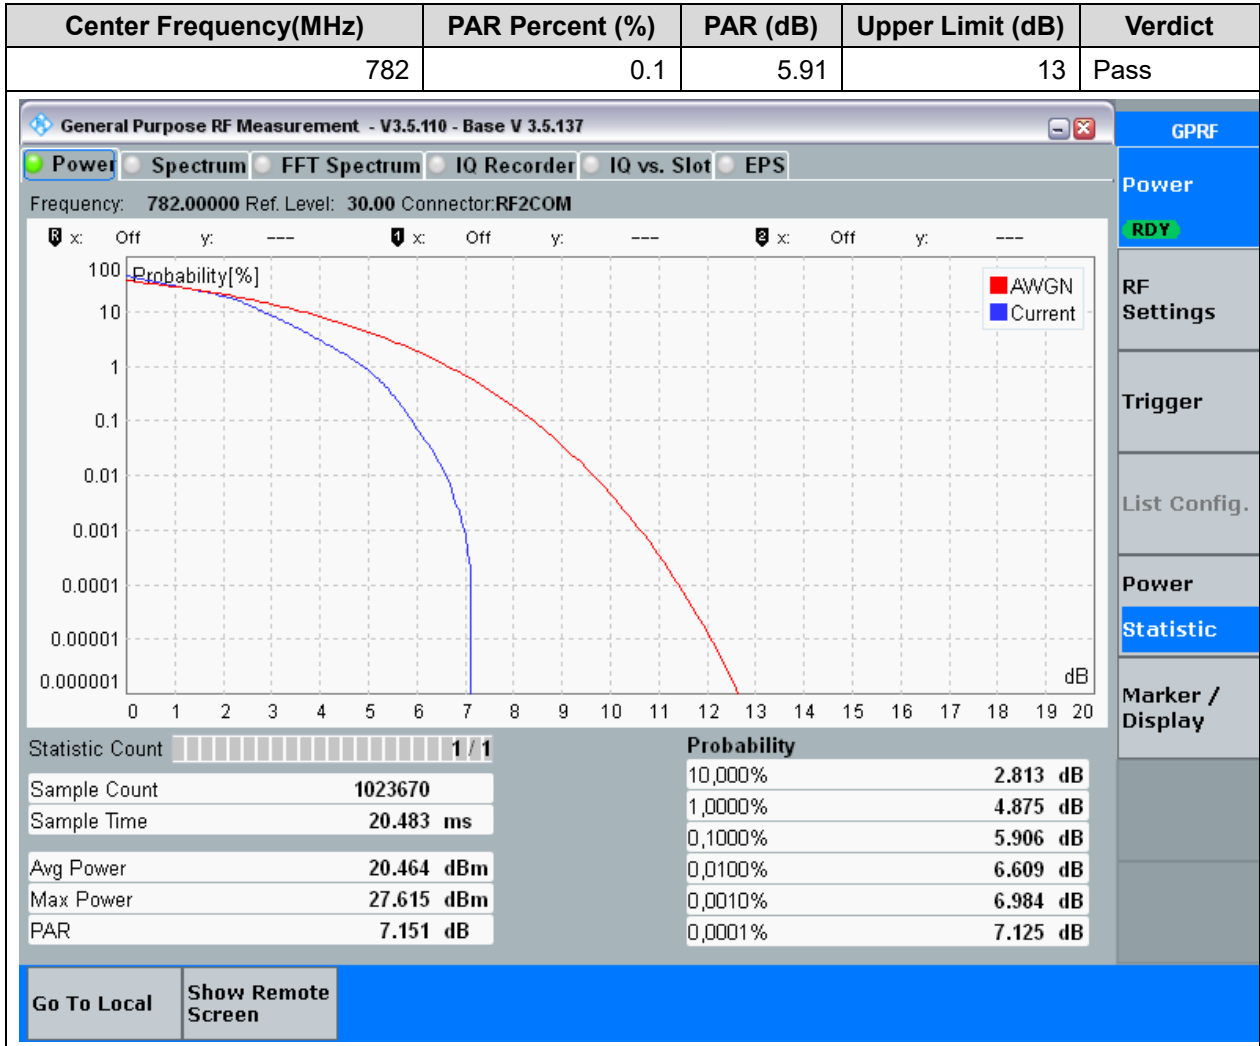 Center Frequency(MHz) PAR Percent (%) PAR (dB) Upper Limit (dB) Verdict
782 0.1 5.91 13 Pass
General Purpose RF Measurement - V3.5.110 - Base V 3.5.137
GPRF
Power Spectrum FFT Spectrum IQ Recorder IQ vs. Slot EPS
Power
RDY
Frequency: 782.00000 Ref. Level: 30.00 Connector:RF2COM
R x: Off y: --- 1 x: Off y: --- 2 x: Off y: ---
Probability[%]
AWGN
Current
100
10
1
0.1
0.01
0.001
0.0001
0.00001
0.000001
dB
0 1 2 3 4 5 6 7 8 9 10 11 12 13 14 15 16 17 18 19 20
RF
Settings
Trigger
List Config.
Power
Statistic
Marker /
Display
Statistic Count 1 / 1
Sample Count 1023670
Sample Time 20.483 ms
Avg Power 20.464 dBm
Max Power 27.615 dBm
PAR 7.151 dB
Probability
10,000% 2.813 dB
1,0000% 4.875 dB
0,1000% 5.906 dB
0,0100% 6.609 dB
0,0010% 6.984 dB
0,0001% 7.125 dB
Go To Local
Show Remote
Screen